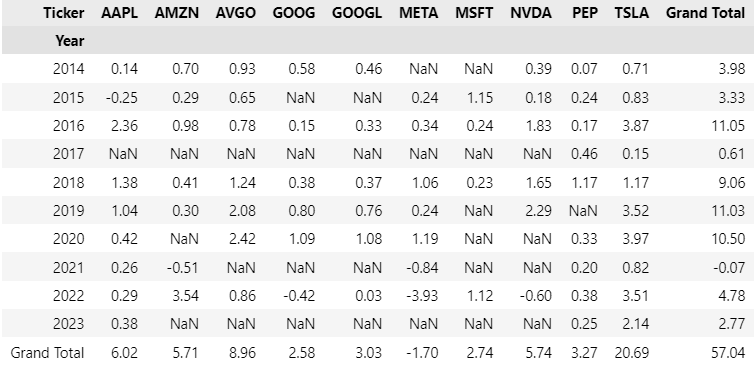 Ticker AAPL AMZN AVGO GOOG GOOGL META MSFT NVDA PEP TSLA Grand Total
Year
2014 0.14 0.70 0.93 0.58 0.46 NaN NaN 0.39 0.07 0.71 3.98
2015 -0.25 0.29 0.65 NaN NaN 0.24 1.15 0.18 0.24 0.83 3.33
2016 2.36 0.98 0.78 0.15 0.33 0.34 0.24 1.83 0.17 3.87 11.05
2017 NaN NaN NaN NaN NaN NaN NaN NaN 0.46 0.15 0.61
2018 1.38 0.41 1.24 0.38 0.37 1.06 0.23 1.65 1.17 1.17 9.06
2019 1.04 0.30 2.08 0.80 0.76 0.24 NaN 2.29 NaN 3.52 11.03
2020 0.42 NaN 2.42 1.09 1.08 1.19 NaN NaN 0.33 3.97 10.50
2021 0.26 -0.51 NaN NaN NaN -0.84 NaN NaN 0.20 0.82 -0.07
2022 0.29 3.54 0.86 -0.42 0.03 -3.93 1.12 -0.60 0.38 3.51 4.78
2023 0.38 NaN NaN NaN NaN NaN NaN NaN 0.25 2.14 2.77
Grand Total 6.02 5.71 8.96 2.58 3.03 -1.70 2.74 5.74 3.27 20.69 57.04